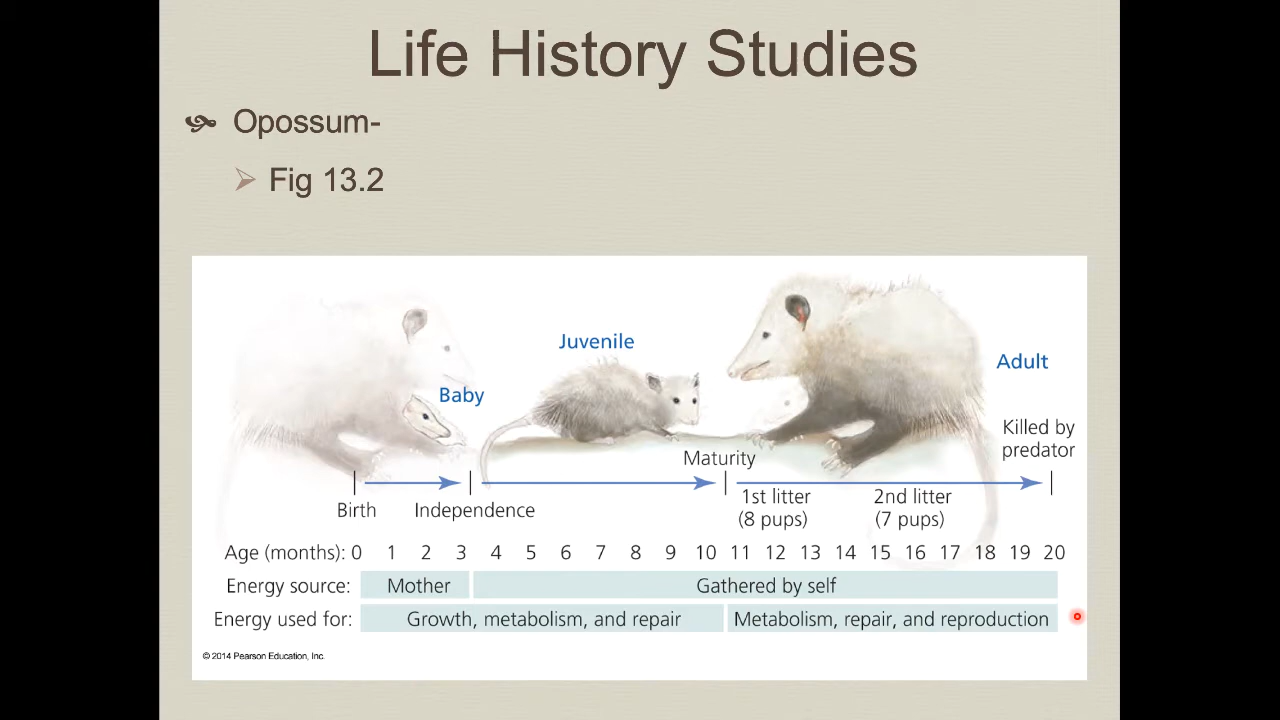 Life History Studies
Opossum-
Fig 13.2
Juvenile
Adult
Baby
Killed by
predator
Maturity
1st litter
(8 pups)
2nd litter
(7 pups)
Birth
Independence
Age (months): 0 1 2 3 4 5 6 7 8 9 10 11 12 13 14 15 16 17 18 19 20
Energy source: Mother Gathered by self
Energy used for: Growth, metabolism, and repair Metabolism, repair, and reproduction
© 2014 Pearson Education, Inc.